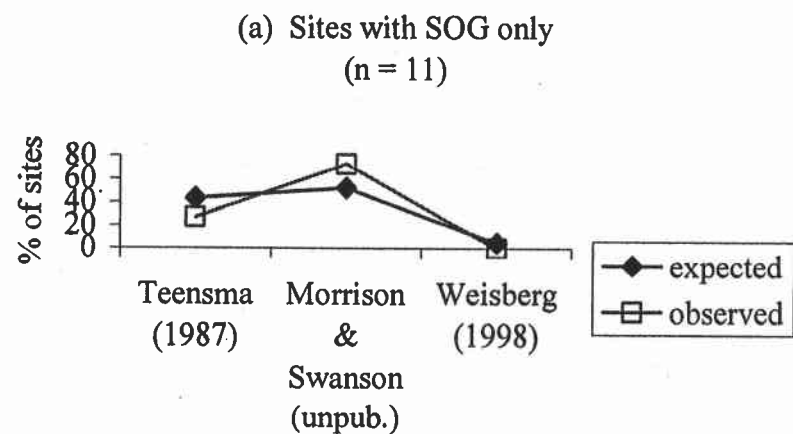 (a) Sites with SOG only
(n = 11)
% of sites
80
60
40
20
0
Teensma
(1987)
Morrison
&
Swanson
(unpub.)
Weisberg
(1998)
expected
observed